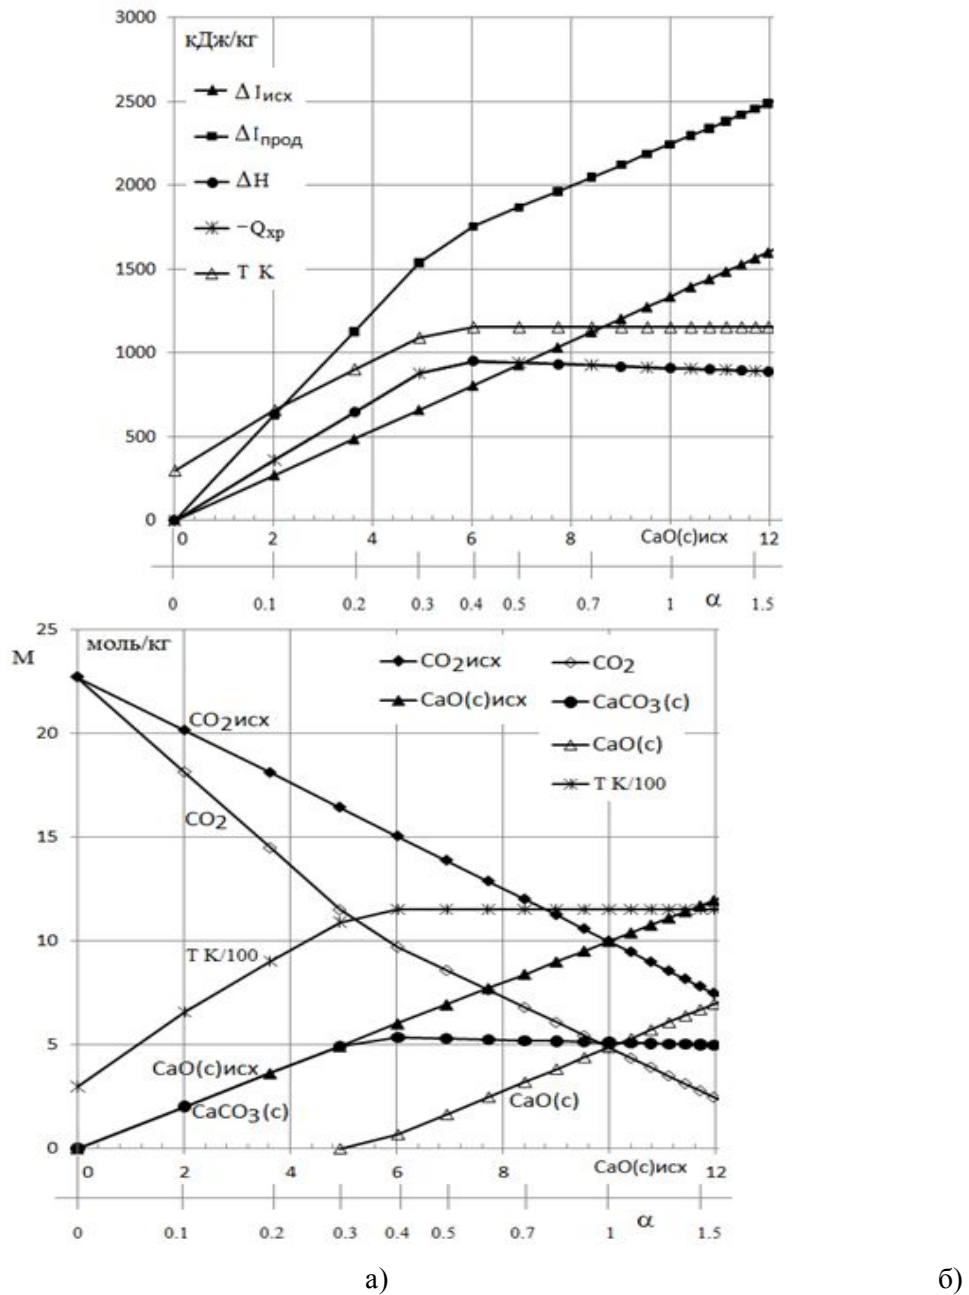 3000
кДж/кг
ΔIисх
2500
ΔIпрод
ΔH
2000
−Qхр
T K
1500
1000
500
0
0 2 4 6 8 CaO(c)исх 12
0 0.1 0.2 0.3 0.4 0.5 0.7 1 α 1.5
25
М моль/кг
CO2исх CO2
CaO(c)исх CaCO3(c)
CO2исх
20
CaO(c)
T K/100
CO2
15
T K/100
10
5
CaO(c)исх
CaCO3(c)
CaO(c)
0
0 2 4 6 8 CaO(c)исх 12
0 0.1 0.2 0.3 0.4 0.5 0.7 1 α 1.5
а) б)